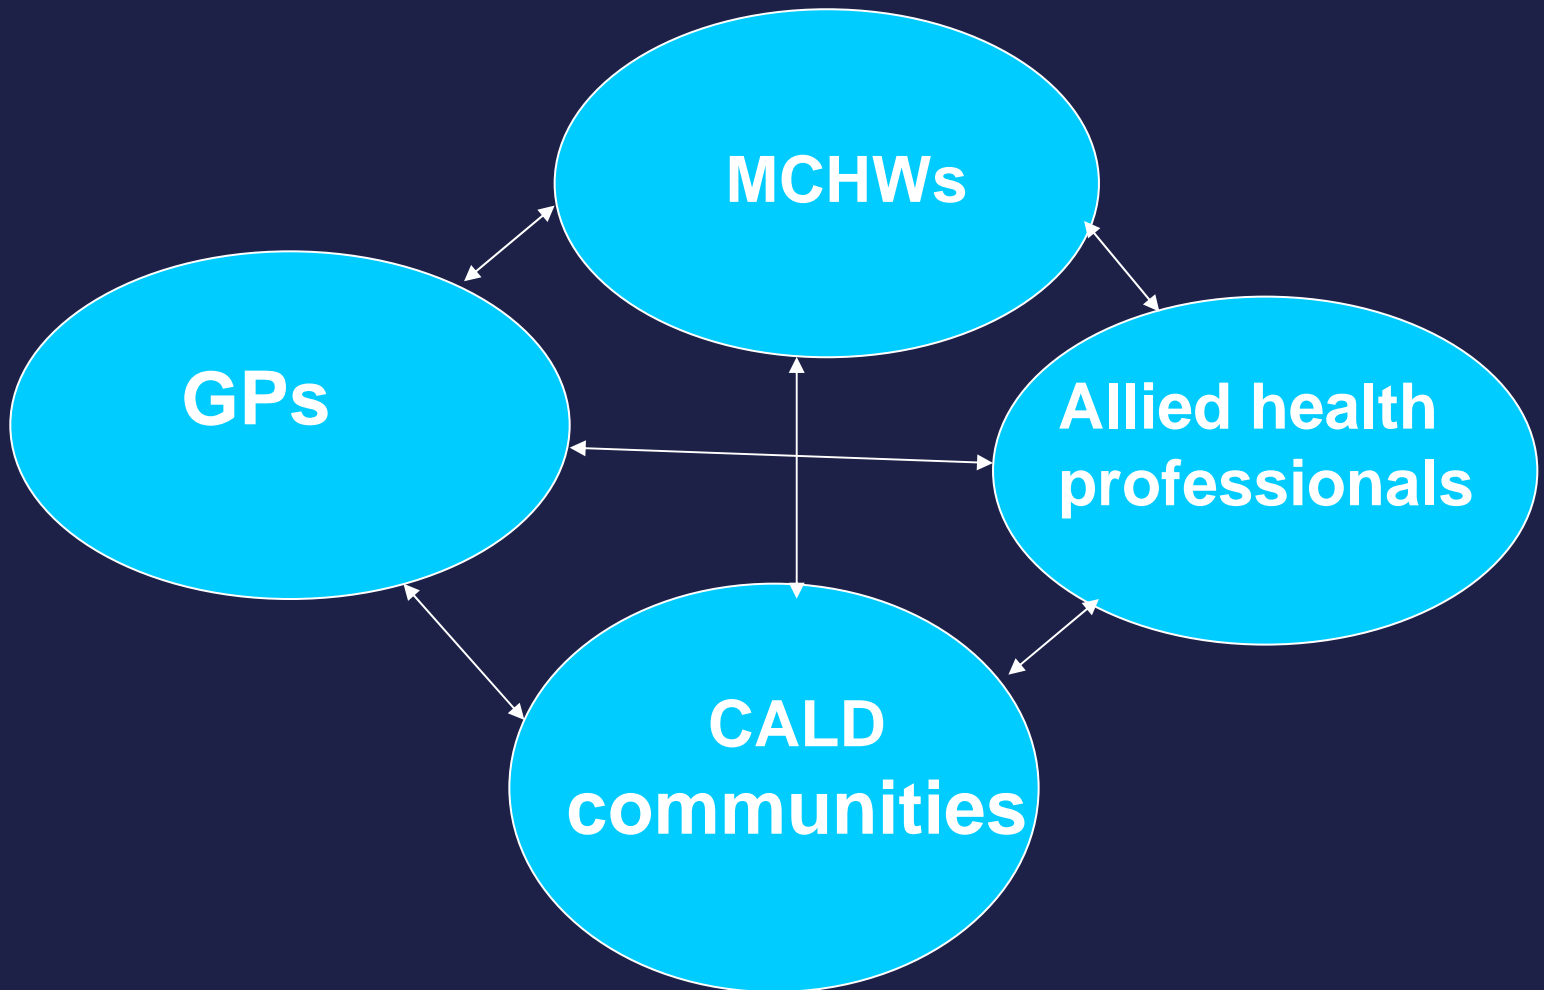 MCHWs
GPs
Allied health
professionals
CALD
communities